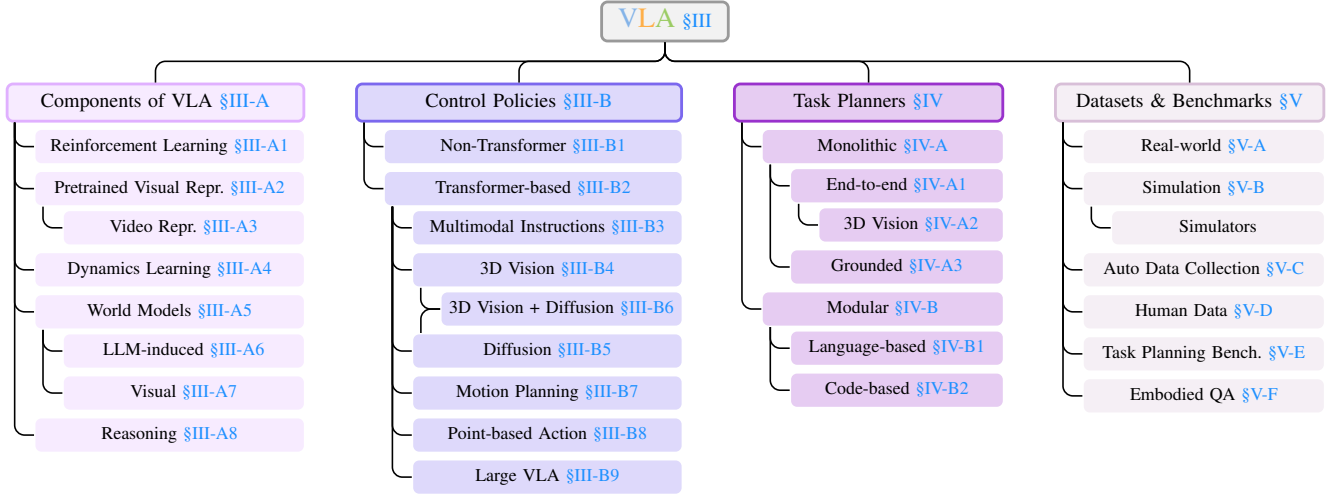 VLA §III
Components of VLA §III-A
Reinforcement Learning §III-A1
Pretrained Visual Repr. §III-A2
Video Repr. §III-A3
Dynamics Learning §III-A4
World Models §III-A5
LLM-induced §III-A6
Visual §III-A7
Reasoning §III-A8
Control Policies §III-B
Non-Transformer §III-B1
Transformer-based §III-B2
Multimodal Instructions §III-B3
3D Vision §III-B4
3D Vision + Diffusion §III-B6
Diffusion §III-B5
Motion Planning §III-B7
Point-based Action §III-B8
Large VLA §III-B9
Task Planners §IV
Monolithic §IV-A
End-to-end §IV-A1
3D Vision §IV-A2
Grounded §IV-A3
Modular §IV-B
Language-based §IV-B1
Code-based §IV-B2
Datasets & Benchmarks §V
Real-world §V-A
Simulation §V-B
Simulators
Auto Data Collection §V-C
Human Data §V-D
Task Planning Bench. §V-E
Embodied QA §V-F